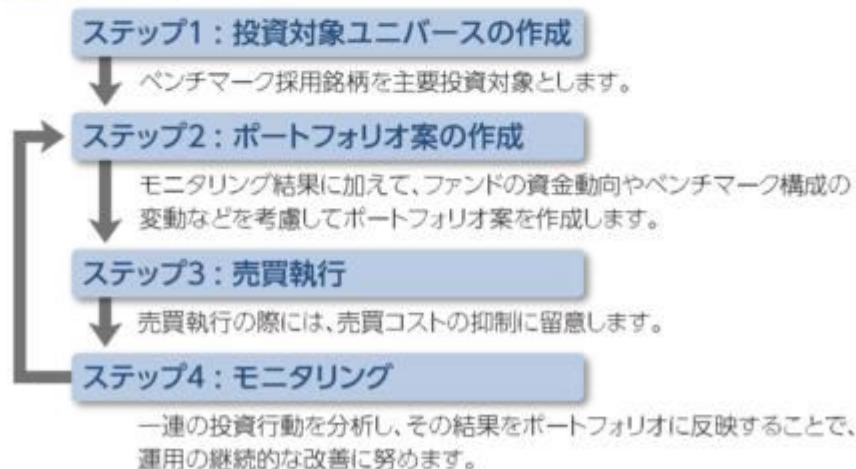 ステップ1：投資対象ユニバースの作成
ベンチマーク採用銘柄を主要投資対象とします。
ステップ2：ポートフォリオ案の作成
モニタリング結果に加えて、ファンドの資金動向やベンチマーク構成の
変動などを考慮してポートフォリオ案を作成します。
ステップ3：売買執行
売買執行の際には、売買コストの抑制に留意します。
ステップ4：モニタリング
一連の投資行動を分析し、その結果をポートフォリオに反映することで、
運用の継続的な改善に努めます。